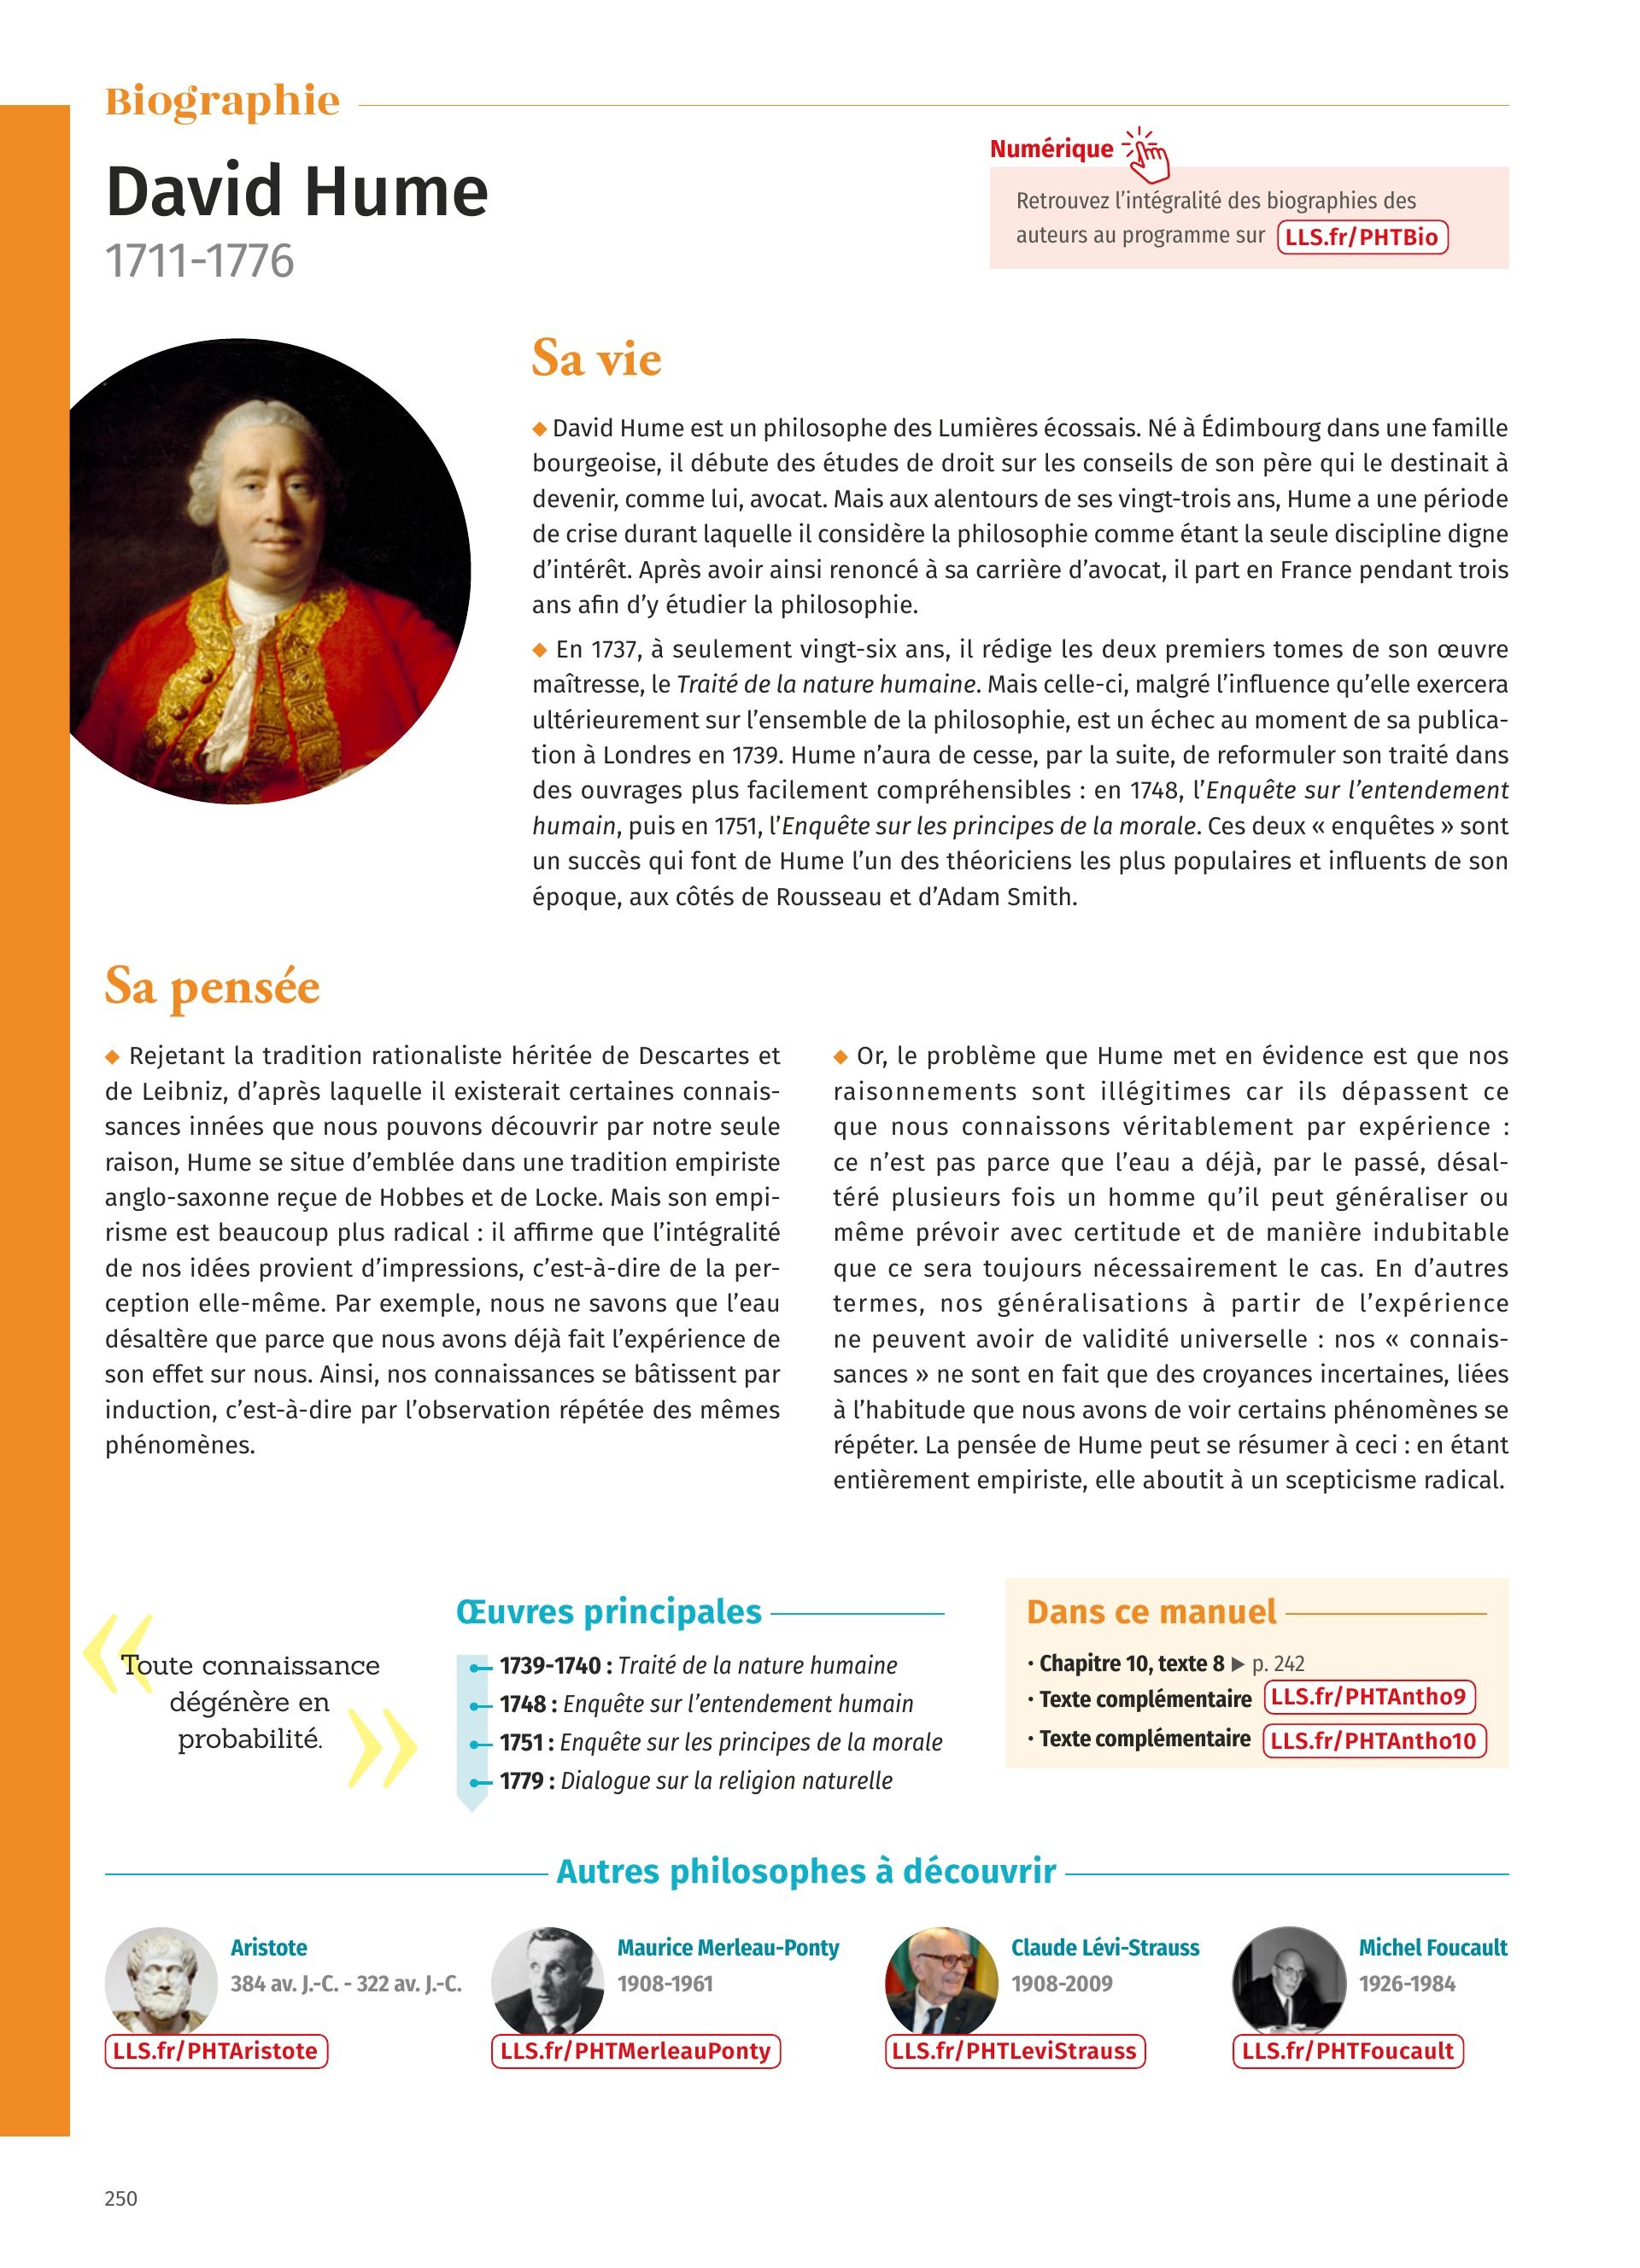 Biographie
David Hume
1711-1776
Numérique
Retrouvez l’intégralité des biographies des
auteurs au programme sur LLS.fr/PHTBio
Sa vie
◆ David Hume est un philosophe des Lumières écossais. Né à Édimbourg dans une famille
bourgeoise, il débute des études de droit sur les conseils de son père qui le destinait à
devenir, comme lui, avocat. Mais aux alentours de ses vingt-trois ans, Hume a une période
de crise durant laquelle il considère la philosophie comme étant la seule discipline digne
d’intérêt. Après avoir ainsi renoncé à sa carrière d’avocat, il part en France pendant trois
ans afin d’y étudier la philosophie.
◆ En 1737, à seulement vingt-six ans, il rédige les deux premiers tomes de son œuvre
maîtresse, le Traité de la nature humaine. Mais celle-ci, malgré l’influence qu’elle exercera
ultérieurement sur l’ensemble de la philosophie, est un échec au moment de sa publica-
tion à Londres en 1739. Hume n’aura de cesse, par la suite, de reformuler son traité dans
des ouvrages plus facilement compréhensibles : en 1748, l’Enquête sur l’entendement
humain, puis en 1751, l’Enquête sur les principes de la morale. Ces deux « enquêtes » sont
un succès qui font de Hume l’un des théoriciens les plus populaires et influents de son
époque, aux côtés de Rousseau et d’Adam Smith.
Sa pensée
◆ Rejetant la tradition rationaliste héritée de Descartes et
de Leibniz, d’après laquelle il existerait certaines connais-
sances innées que nous pouvons découvrir par notre seule
raison, Hume se situe d’emblée dans une tradition empiriste
anglo-saxonne reçue de Hobbes et de Locke. Mais son empi-
risme est beaucoup plus radical : il affirme que l’intégralité
de nos idées provient d’impressions, c’est-à-dire de la per-
ception elle-même. Par exemple, nous ne savons que l’eau
désaltère que parce que nous avons déjà fait l’expérience de
son effet sur nous. Ainsi, nos connaissances se bâtissent par
induction, c’est-à-dire par l’observation répétée des mêmes
phénomènes.
◆ Or, le problème que Hume met en évidence est que nos
raisonnements sont illégitimes car ils dépassent ce
que nous connaissons véritablement par expérience :
ce n’est pas parce que l’eau a déjà, par le passé, désal-
téré plusieurs fois un homme qu’il peut généraliser ou
même prévoir avec certitude et de manière indubitable
que ce sera toujours nécessairement le cas. En d’autres
termes, nos généralisations à partir de l’expérience
ne peuvent avoir de validité universelle : nos « connais-
sances » ne sont en fait que des croyances incertaines, liées
à l’habitude que nous avons de voir certains phénomènes se
répéter. La pensée de Hume peut se résumer à ceci : en étant
entièrement empiriste, elle aboutit à un scepticisme radical.
« Toute connaissance
dégénère en
probabilité. »
Œuvres principales
1739-1740 : Traité de la nature humaine
1748 : Enquête sur l’entendement humain
1751 : Enquête sur les principes de la morale
1779 : Dialogue sur la religion naturelle
Dans ce manuel
• Chapitre 10, texte 8 ▶ p. 242
• Texte complémentaire LLS.fr/PHTAntho9
• Texte complémentaire LLS.fr/PHTAntho10
Autres philosophes à découvrir
Aristote
384 av. J.-C. - 322 av. J.-C.
LLS.fr/PHTAristote
Maurice Merleau-Ponty
1908-1961
LLS.fr/PHTMerleauPonty
Claude Lévi-Strauss
1908-2009
LLS.fr/PHTLeviStrauss
Michel Foucault
1926-1984
LLS.fr/PHTFoucault
250